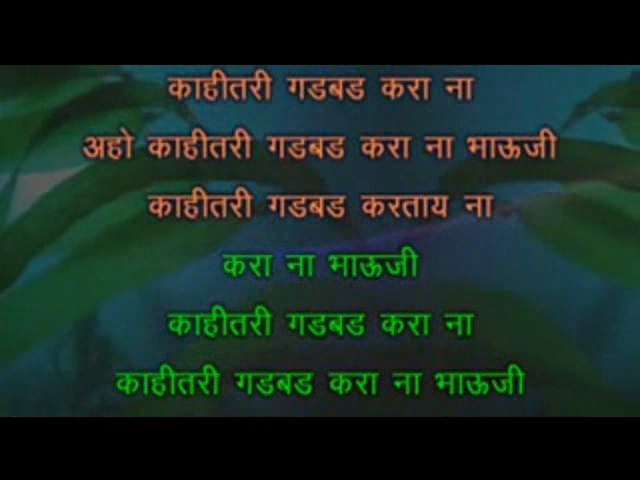 काहीतरी गडबड करा ना
अहो काहीतरी गडबड करा ना भाऊजी
काहीतरी गडबड करताय ना
करा ना भाऊजी
काहीतरी गडबड करा ना
काहीतरी गडबड करा ना भाऊजी